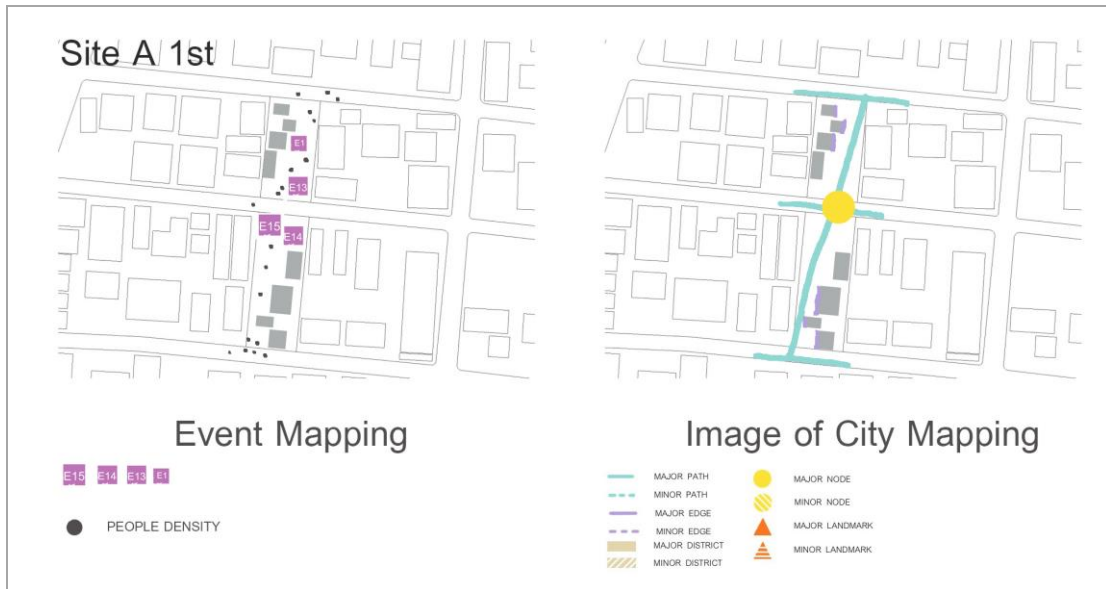 Site A 1st
E1
E13
E15
E14
Event Mapping
E15 E14 E13 E1
PEOPLE DENSITY
Image of City Mapping
MAJOR PATH
MINOR PATH
MAJOR EDGE
MINOR EDGE
MAJOR DISTRICT
MINOR DISTRICT
MAJOR NODE
MINOR NODE
MAJOR LANDMARK
MINOR LANDMARK